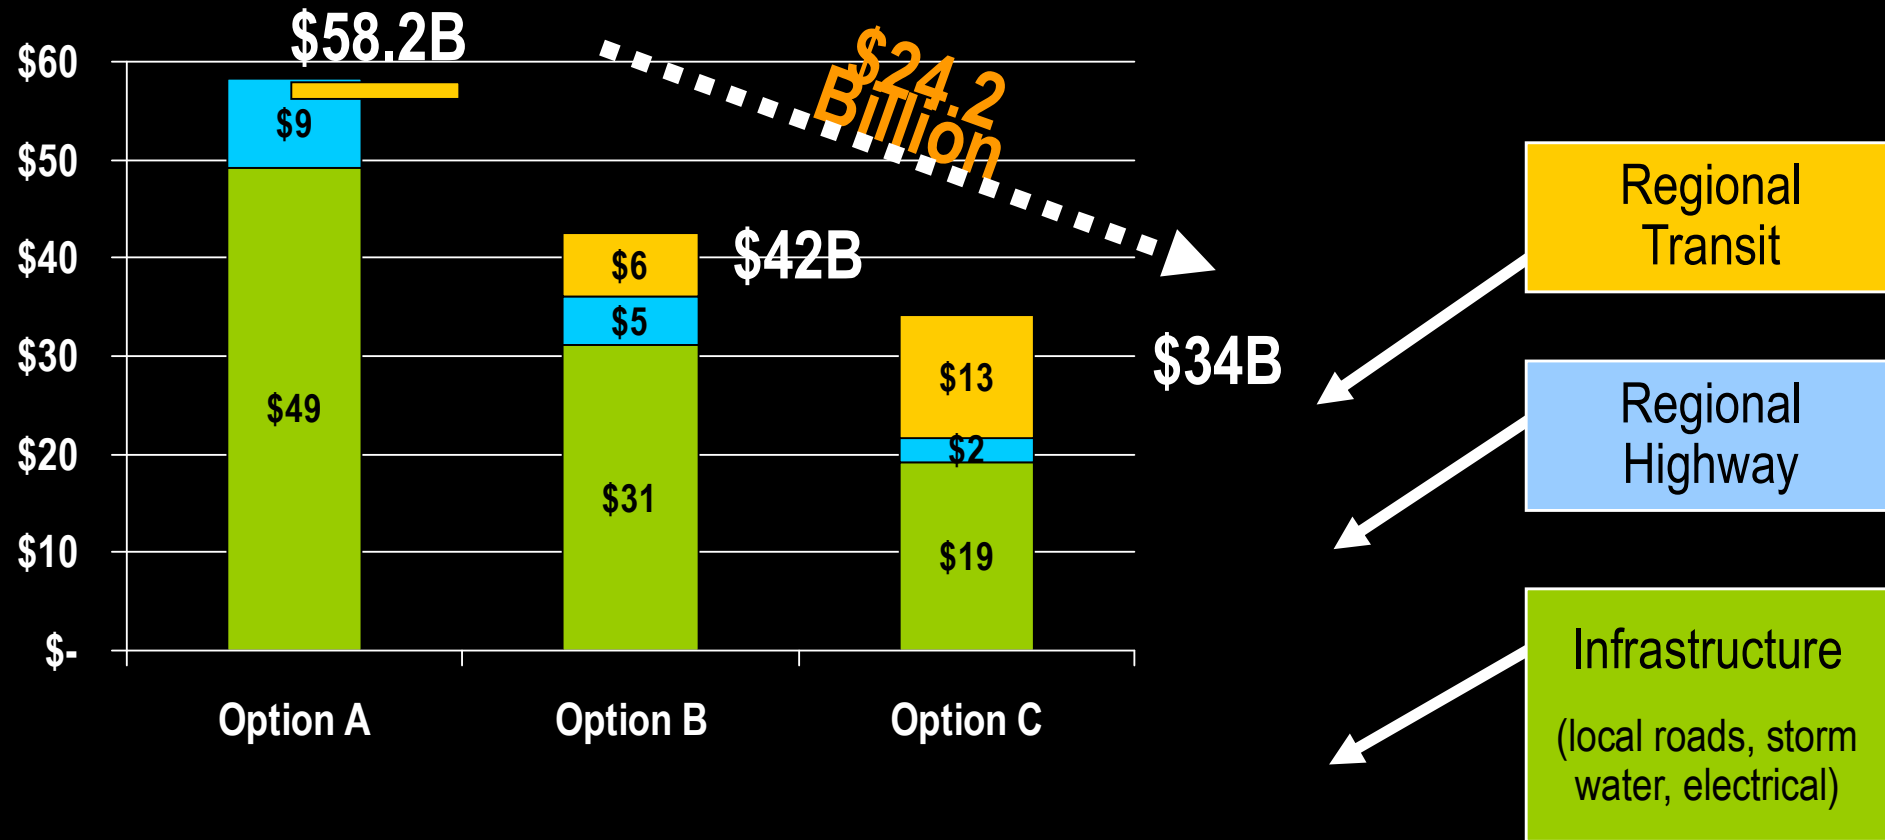 $58.2B
$24.2
Billion
$60
$50
$40
$30
$20
$10
$-
$9
$49
$6
$5
$31
$42B
$13
$2
$19
$34B
Option A
Option B
Option C
Regional
Transit
Regional
Highway
Infrastructure
(local roads, storm
water, electrical)